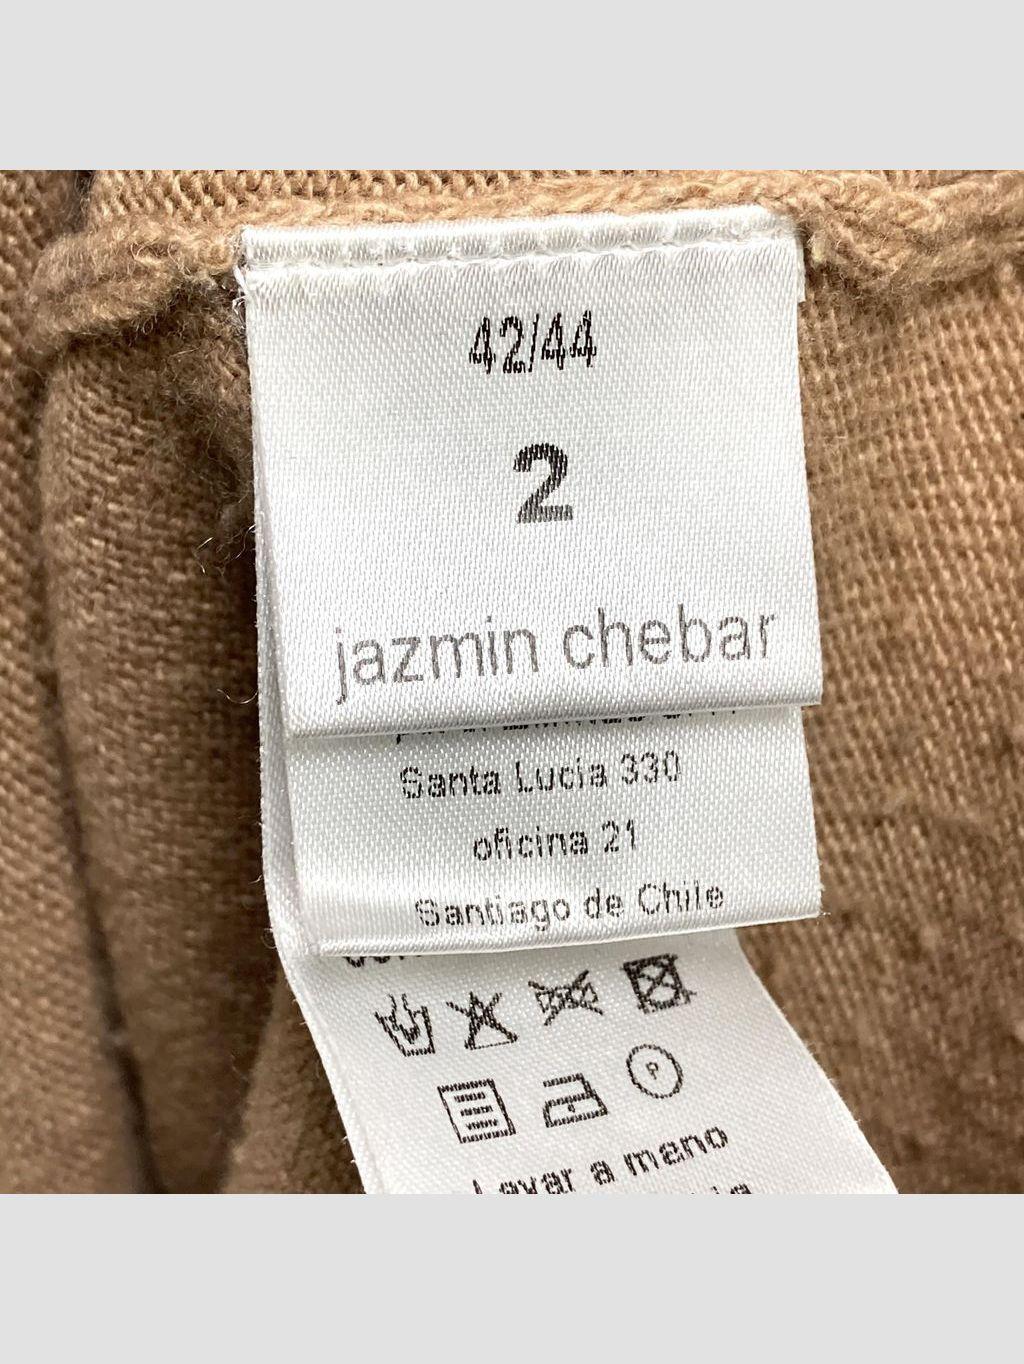 42/44
2
jazmin chebar
Santa Lucia 330
oficina 21
Santiago de Chile
P
Lavar a mano